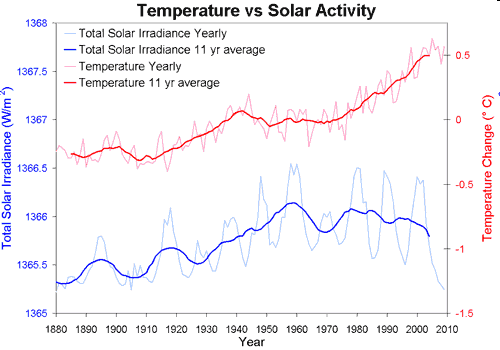 Temperature vs Solar Activity
Total Solar Irradiance Yearly
Total Solar Irradiance 11 yr average
Temperature Yearly
Temperature 11 yr average
Total Solar Irradiance (W/m²)
1368
1367.5
1367
1366.5
1366
1365.5
1365
0.5
0
-0.5
-1
-1.5
Temperature Change (° C)
1880 1890 1900 1910 1920 1930 1940 1950 1960 1970 1980 1990 2000 2010
Year